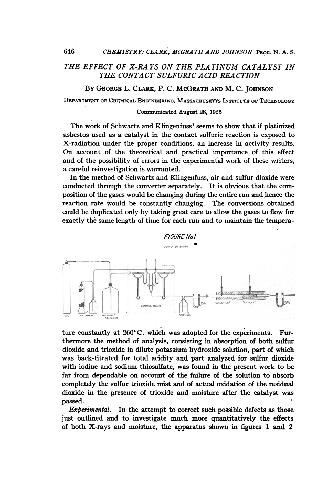 646 CHEMISTRY: CLARK, McGRATH AND JOHNSON PROC. N. A. S.
THE EFFECT OF X-RAYS ON THE PLATINUM CATALYST IN
THE CONTACT SULFURIC ACID REACTION
BY GEORGE L. CLARK, P. C. McGRATH AND M. C. JOHNSON
DEPARTMENT OF CHEMICAL ENGINEERING, MASSACHUSETTS INSTITUTE OF TECHNOLOGY
Communicated August 28, 1925
The work of Schwartz and Klingenfuss¹ seems to show that if platinized
asbestos used as a catalyst in the contact sulfuric reaction is exposed to
X-radiation under the proper conditions, an increase in activity results.
On account of the theoretical and practical importance of this effect
and of the possibility of errors in the experimental work of these writers,
a careful reinvestigation is warranted.
In the method of Schwartz and Klingenfuss, air and sulfur dioxide were
conducted through the converter separately. It is obvious that the com-
position of the gases would be changing during the entire run and hence the
reaction rate would be constantly changing. The conversions obtained
could be duplicated only by taking great care to allow the gases to flow for
exactly the same length of time for each run and to maintain the tempera-
FIGURE No1
ture constantly at 260°C. which was adopted for the experiments. Fur-
thermore the method of analysis, consisting in absorption of both sulfur
dioxide and trioxide in dilute potassium hydroxide solution, part of which
was back-titrated for total acidity and part analyzed for sulfur dioxide
with iodine and sodium thiosulfate, was found in the present work to be
far from dependable on account of the failure of the solution to absorb
completely the sulfur trioxide mist and of actual oxidation of the residual
dioxide in the presence of trioxide and moisture after the catalyst was
passed.
Experimental. In the attempt to correct such possible defects as those
just outlined and to investigate much more quantitatively the effects
of both X-rays and moisture, the apparatus shown in figures 1 and 2